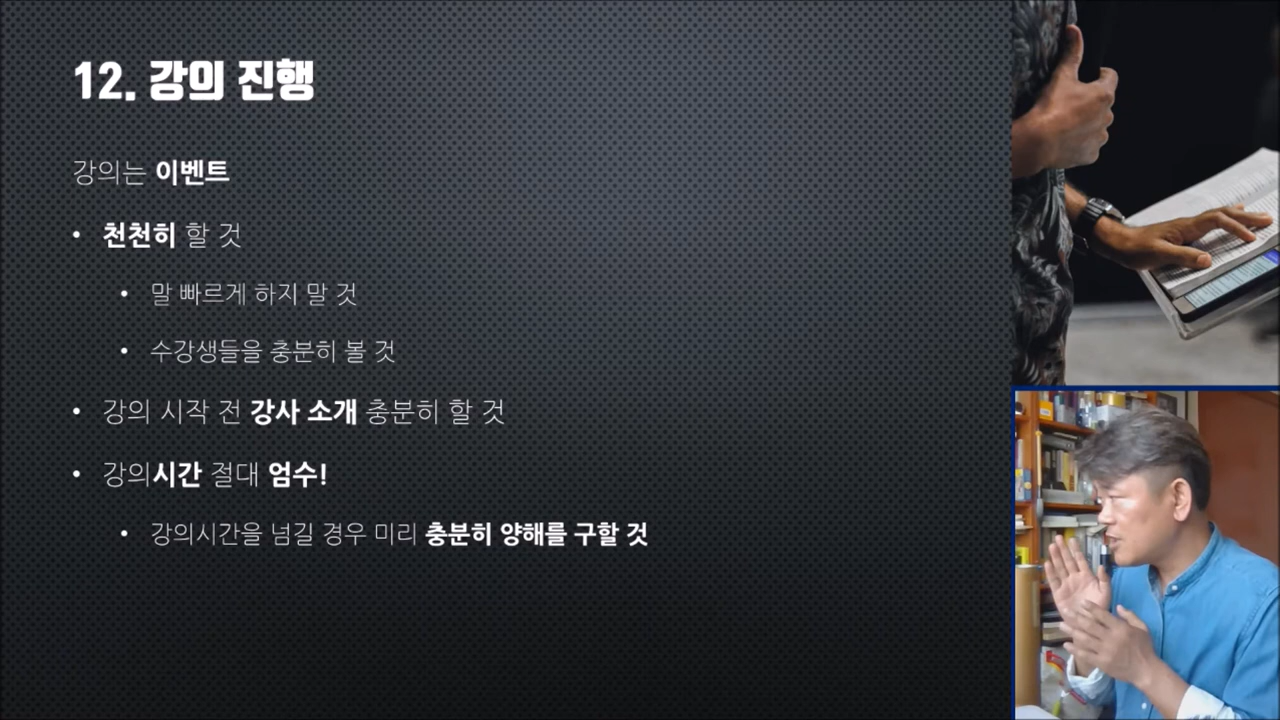 12. 강의 진행
강의는 이벤트
• 천천히 할 것
• 말 빠르게 하지 말 것
• 수강생들을 충분히 볼 것
• 강의 시작 전 강사 소개 충분히 할 것
• 강의시간 절대 엄수!
• 강의시간을 넘길 경우 미리 충분히 양해를 구할 것